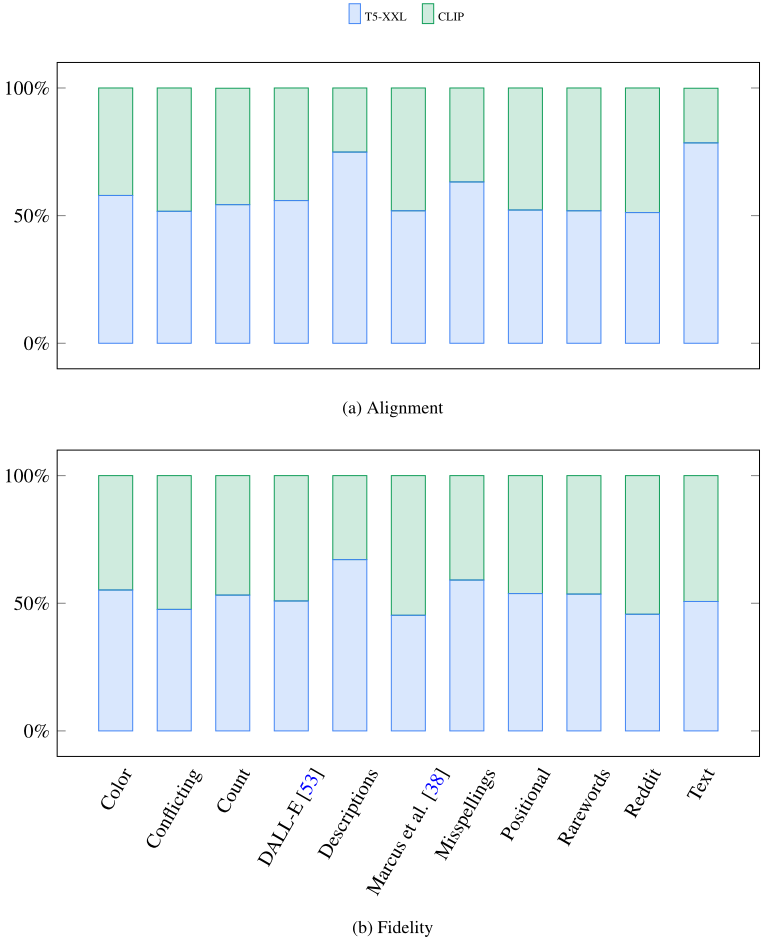 T5-XXL CLIP
100%
50%
0%
(a) Alignment
100%
50%
0%
Color
Conflicting
Count
DALL-E [53]
Descriptions
Marcus et al. [38]
Misspellings
Positional
Rarewords
Reddit
Text
(b) Fidelity